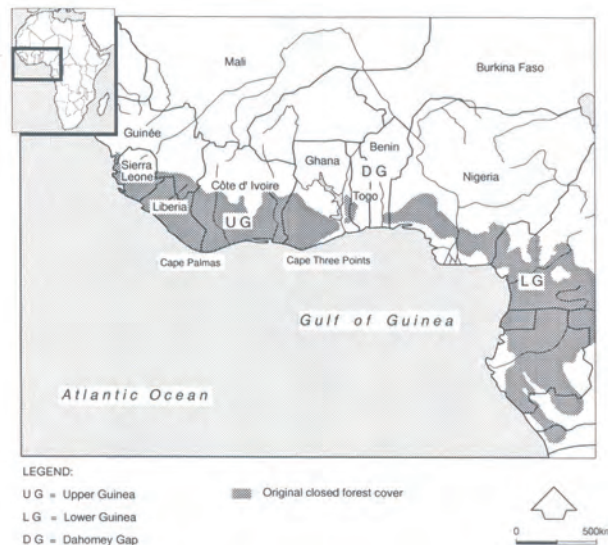 Mali
Burkina Faso
Guinée
Benin
Ghana
D G
Sierra
Leone
Côte d' Ivoire
Nigeria
Togo
Liberia
U G
Cape Palmas
Cape Three Points
L G
Gulf of Guinea
Atlantic Ocean
LEGEND:
U G = Upper Guinea
Original closed forest cover
L G = Lower Guinea
D G = Dahomey Gap
0 500km